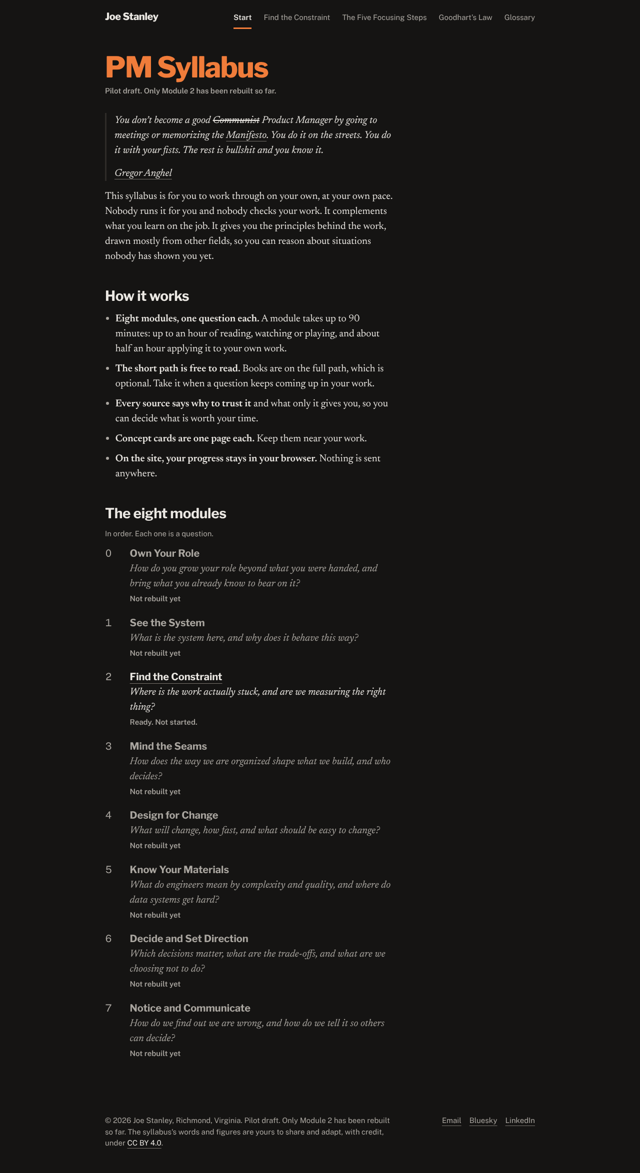 Joe Stanley
Start Find the Constraint The Five Focusing Steps Goodhart's Law Glossary
PM Syllabus
Pilot draft. Only Module 2 has been rebuilt so far.
You don't become a good Communist Product Manager by going to
meetings or memorizing the Manifesto. You do it on the streets. You do
it with your fists. The rest is bullshit and you know it.
Gregor Anghel
This syllabus is for you to work through on your own, at your own pace.
Nobody runs it for you and nobody checks your work. It complements
what you learn on the job. It gives you the principles behind the work,
drawn mostly from other fields, so you can reason about situations
nobody has shown you yet.
How it works
• Eight modules, one question each. A module takes up to 90
minutes: up to an hour of reading, watching or playing, and about
half an hour applying it to your own work.
• The short path is free to read. Books are on the full path, which is
optional. Take it when a question keeps coming up in your work.
• Every source says why to trust it and what only it gives you, so you
can decide what is worth your time.
• Concept cards are one page each. Keep them near your work.
• On the site, your progress stays in your browser. Nothing is sent
anywhere.
The eight modules
In order. Each one is a question.
0 Own Your Role
How do you grow your role beyond what you were handed, and
bring what you already know to bear on it?
Not rebuilt yet
1 See the System
What is the system here, and why does it behave this way?
Not rebuilt yet
2 Find the Constraint
Where is the work actually stuck, and are we measuring the right
thing?
Ready. Not started.
3 Mind the Seams
How does the way we are organized shape what we build, and who
decides?
Not rebuilt yet
4 Design for Change
What will change, how fast, and what should be easy to change?
Not rebuilt yet
5 Know Your Materials
What do engineers mean by complexity and quality, and where do
data systems get hard?
Not rebuilt yet
6 Decide and Set Direction
Which decisions matter, what are the trade-offs, and what are we
choosing not to do?
Not rebuilt yet
7 Notice and Communicate
How do we find out we are wrong, and how do we tell it so others
can decide?
Not rebuilt yet
© 2026 Joe Stanley, Richmond, Virginia. Pilot draft. Only Module 2 has been rebuilt
so far. The syllabus's words and figures are yours to share and adapt, with credit,
under CC BY 4.0.
Email Bluesky LinkedIn